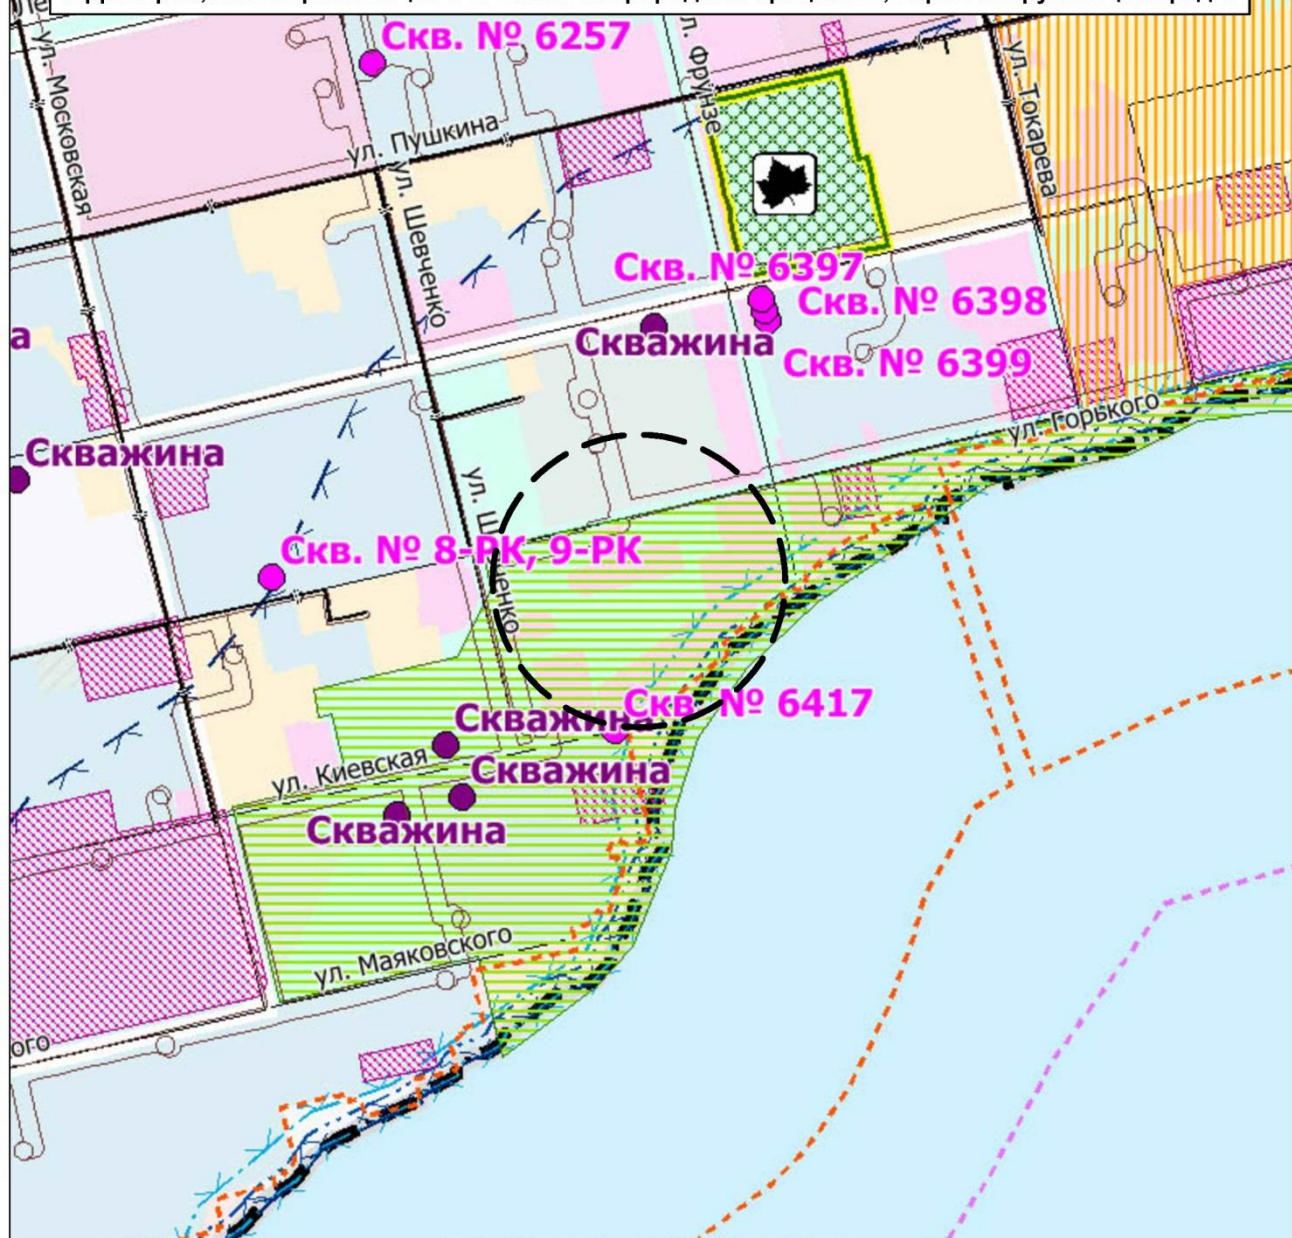 Скв. № 6257
ул. Московская
ул. Пушкина
ул. Шевченко
л. Фрунзе
ул. Токарева
Скв. № 6397
Скв. № 6398
Скважина
Скв. № 6399
а
ул. Горького
Скважина
ул. Шевченко
Скв. № 8-РК, 9-РК
Скв. № 6417
Скважина
ул. Киевская
Скважина
Скважина
ул. Маяковского
ого